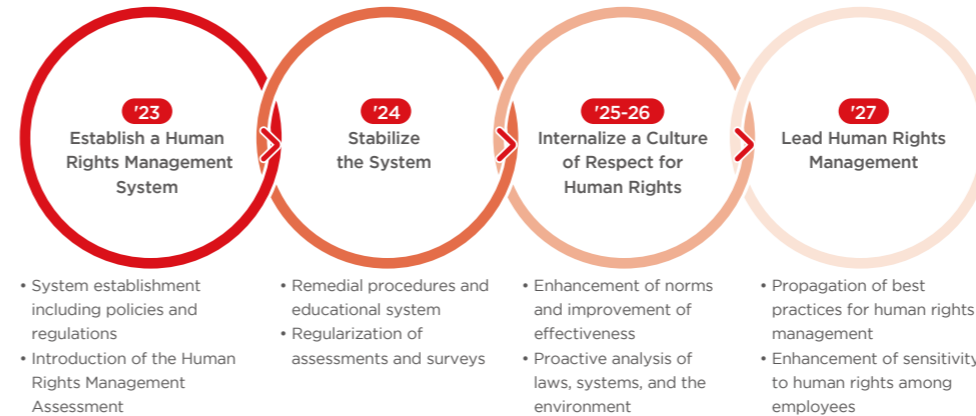 '23
Establish a Human
Rights Management
System
'24
Stabilize
the System
'25-26
Internalize a Culture
of Respect for
Human Rights
'27
Lead Human Rights
Management
• System establishment
including policies and
regulations
• Introduction of the Human
Rights Management
Assessment
• Remedial procedures and
educational system
• Regularization of
assessments and surveys
• Enhancement of norms
and improvement of
effectiveness
• Proactive analysis of
laws, systems, and the
environment
• Propagation of best
practices for human rights
management
• Enhancement of sensitivity
to human rights among
employees